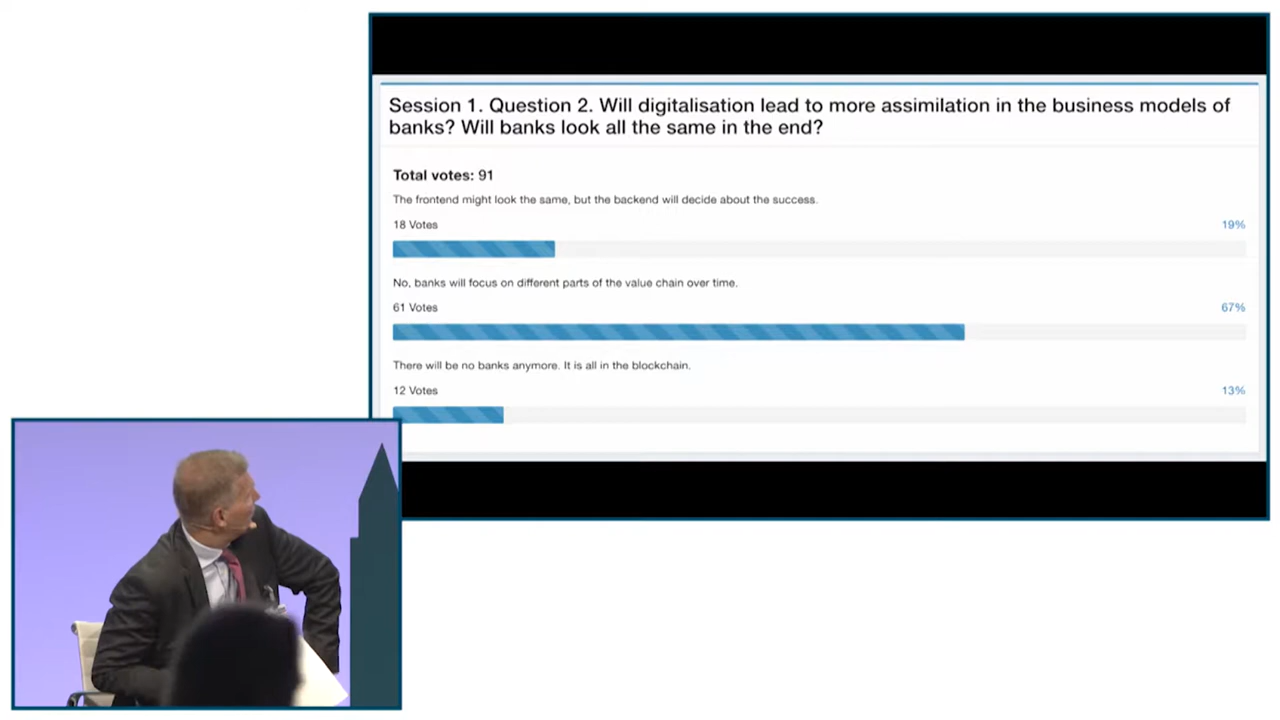 Session 1. Question 2. Will digitalisation lead to more assimilation in the business models of
banks? Will banks look all the same in the end?
Total votes: 91
The frontend might look the same, but the backend will decide about the success.
18 Votes
19%
No, banks will focus on different parts of the value chain over time.
61 Votes
67%
There will be no banks anymore. It is all in the blockchain.
12 Votes
13%